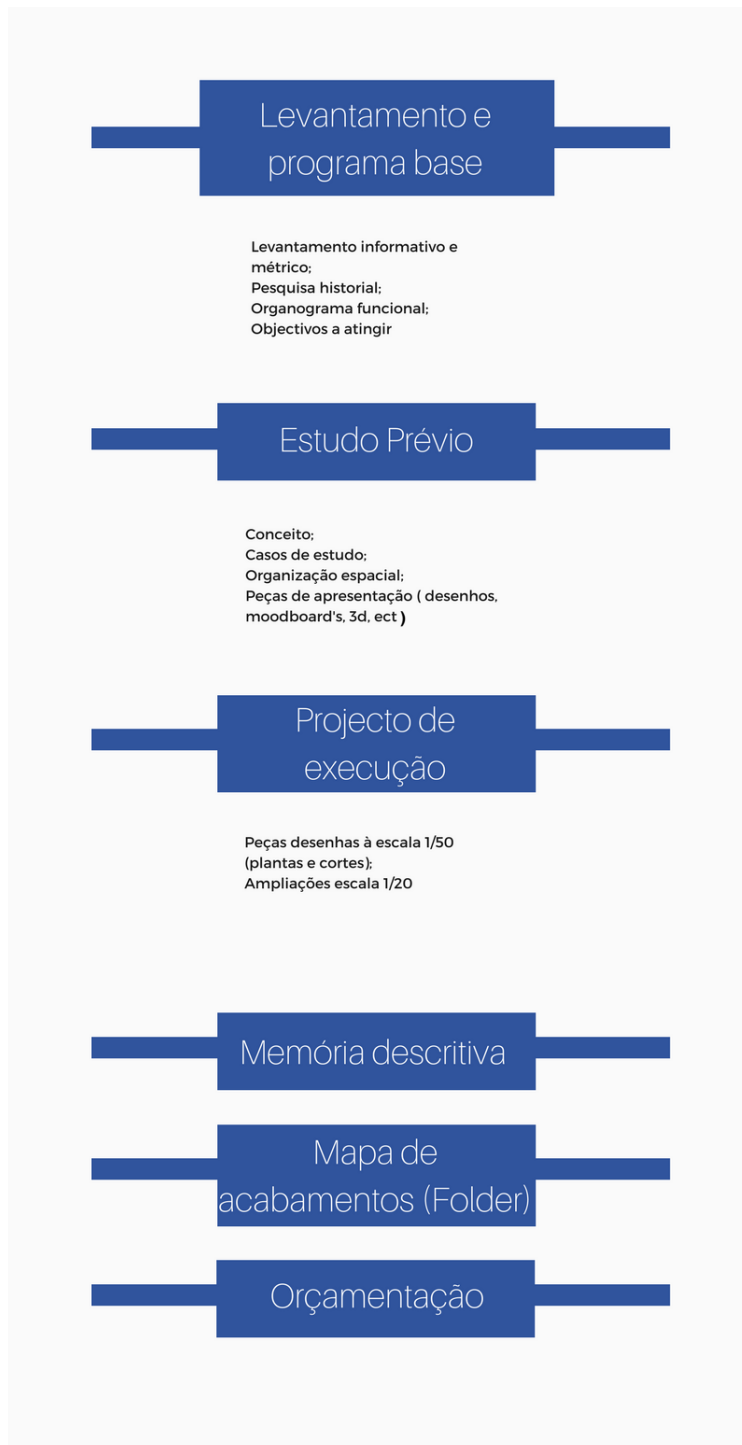 Levantamento e
programa base
Levantamento informativo e
métrico;
Pesquisa historial;
Organograma funcional;
Objectivos a atingir
Estudo Prévio
Conceito;
Casos de estudo;
Organização espacial;
Peças de apresentação ( desenhos,
moodboard's, 3d, ect )
Projecto de
execução
Peças desenhas à escala 1/50
(plantas e cortes);
Ampliações escala 1/20
Memória descritiva
Mapa de
acabamentos (Folder)
Orçamentação